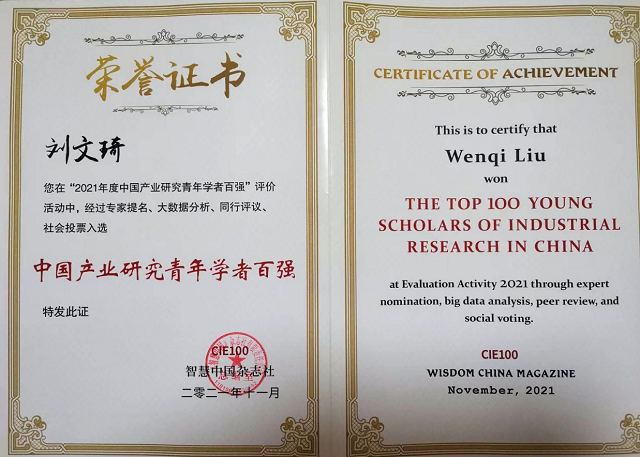 荣誉证书
刘文琦
您在“2021年度中国产业研究青年学者百强”评价
活动中，经过专家提名、大数据分析、同行评议、
社会投票入选
中国产业研究青年学者百强
特发此证
CIE100
智慧中国杂志社
二零二一年十一月
CERTIFICATE OF ACHIEVEMENT
This is to certify that
Wenqi Liu
won
THE TOP 100 YOUNG
SCHOLARS OF INDUSTRIAL
RESEARCH IN CHINA
at Evaluation Activity 2021 through expert
nomination, big data analysis, peer review, and
social voting.
CIE100
WISDOM CHINA MAGAZINE
November, 2021